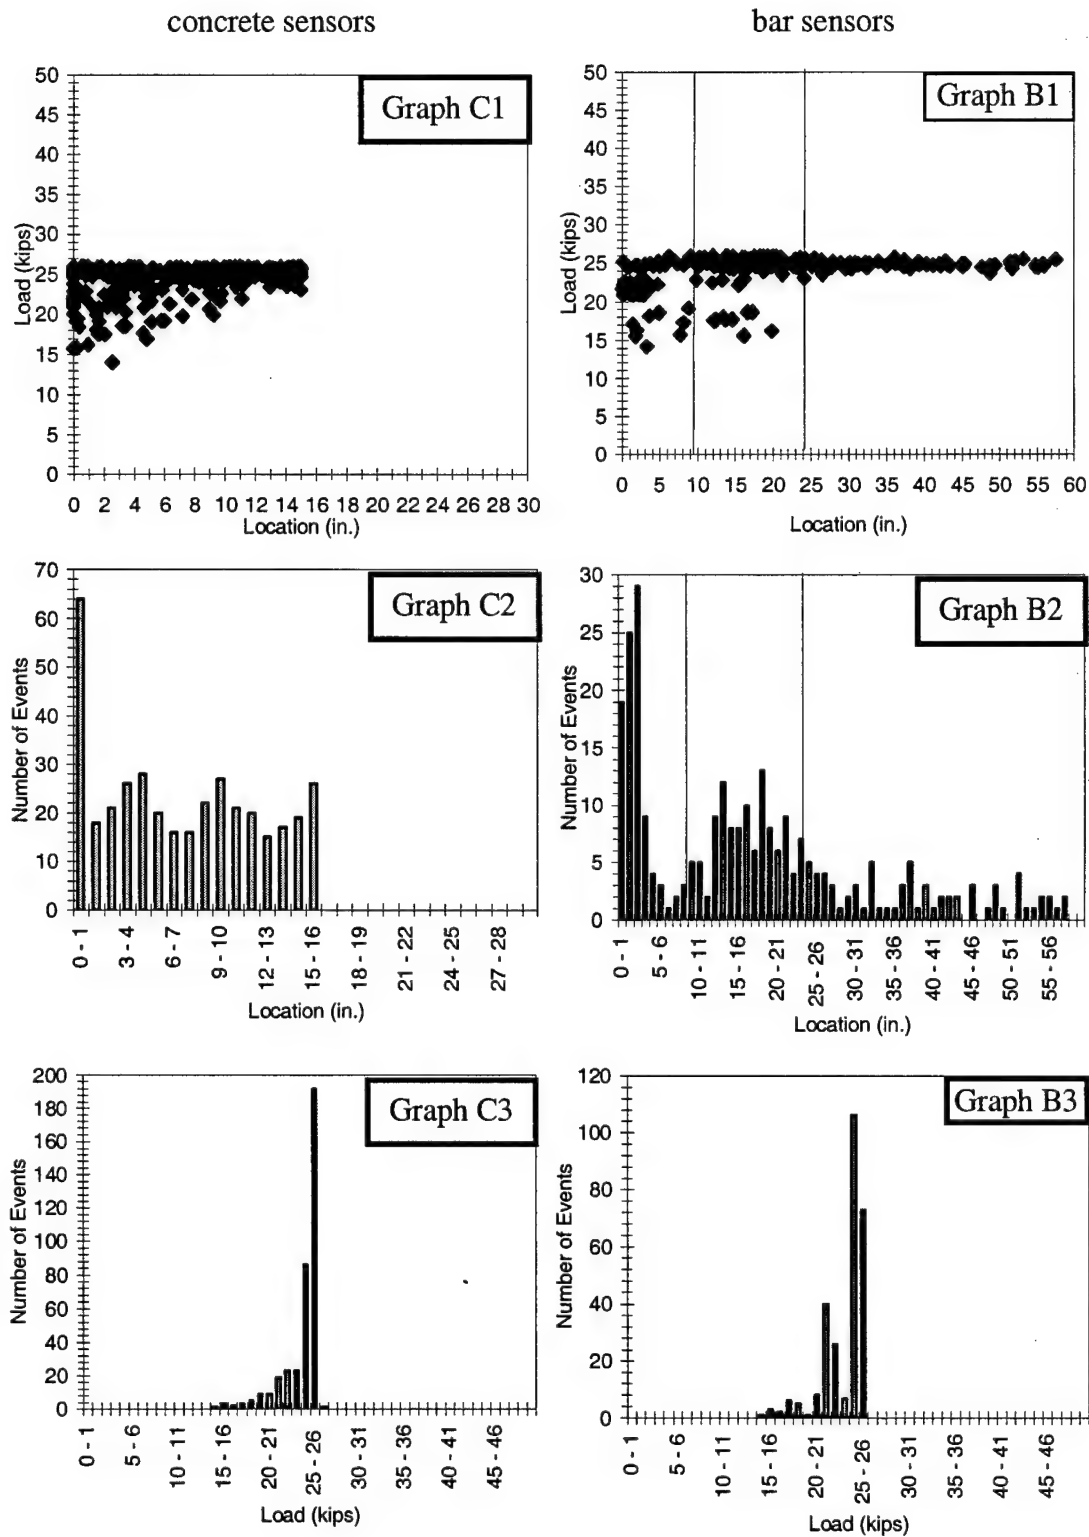 concrete sensors
bar sensors
Graph C1
50
45
40
35
30
25
20
15
10
5
0
Load (kips)
0 2 4 6 8 10 12 14 16 18 20 22 24 26 28 30
Location (in.)
Graph B1
50
45
40
35
30
25
20
15
10
5
0
Load (kips)
0 5 10 15 20 25 30 35 40 45 50 55 60
Location (in.)
Graph C2
70
60
50
40
30
20
10
0
Number of Events
0 - 1
3 - 4
6 - 7
9 - 10
12 - 13
15 - 16
18 - 19
21 - 22
24 - 25
27 - 28
Location (in.)
Graph B2
30
25
20
15
10
5
0
Number of Events
0 - 1
5 - 6
10 - 11
15 - 16
20 - 21
25 - 26
30 - 31
35 - 36
40 - 41
45 - 46
50 - 51
55 - 56
Location (in.)
Graph C3
200
180
160
140
120
100
80
60
40
20
0
Number of Events
0 - 1
5 - 6
10 - 11
15 - 16
20 - 21
25 - 26
30 - 31
35 - 36
40 - 41
45 - 46
Load (kips)
Graph B3
120
100
80
60
40
20
0
Number of Events
0 - 1
5 - 6
10 - 11
15 - 16
20 - 21
25 - 26
30 - 31
35 - 36
40 - 41
45 - 46
Load (kips)